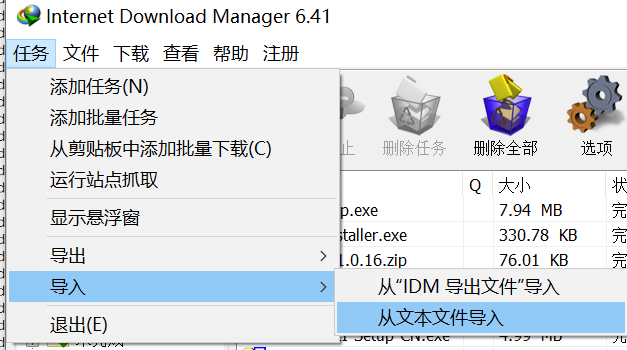 Internet Download Manager 6.41
任务 文件 下载 查看 帮助 注册
添加任务(N)
添加批量任务
从剪贴板中添加批量下载(C)
运行站点抓取
显示悬浮窗
导出
导入
退出(E)
从“IDM 导出文件”导入
从文本文件导入
止 删除任务 删除全部 选项
Q 大小 状
p.exe 7.94 MB 完
staller.exe 330.78 KB 完
1.0.16.zip 76.01 KB 完
4.99 MB